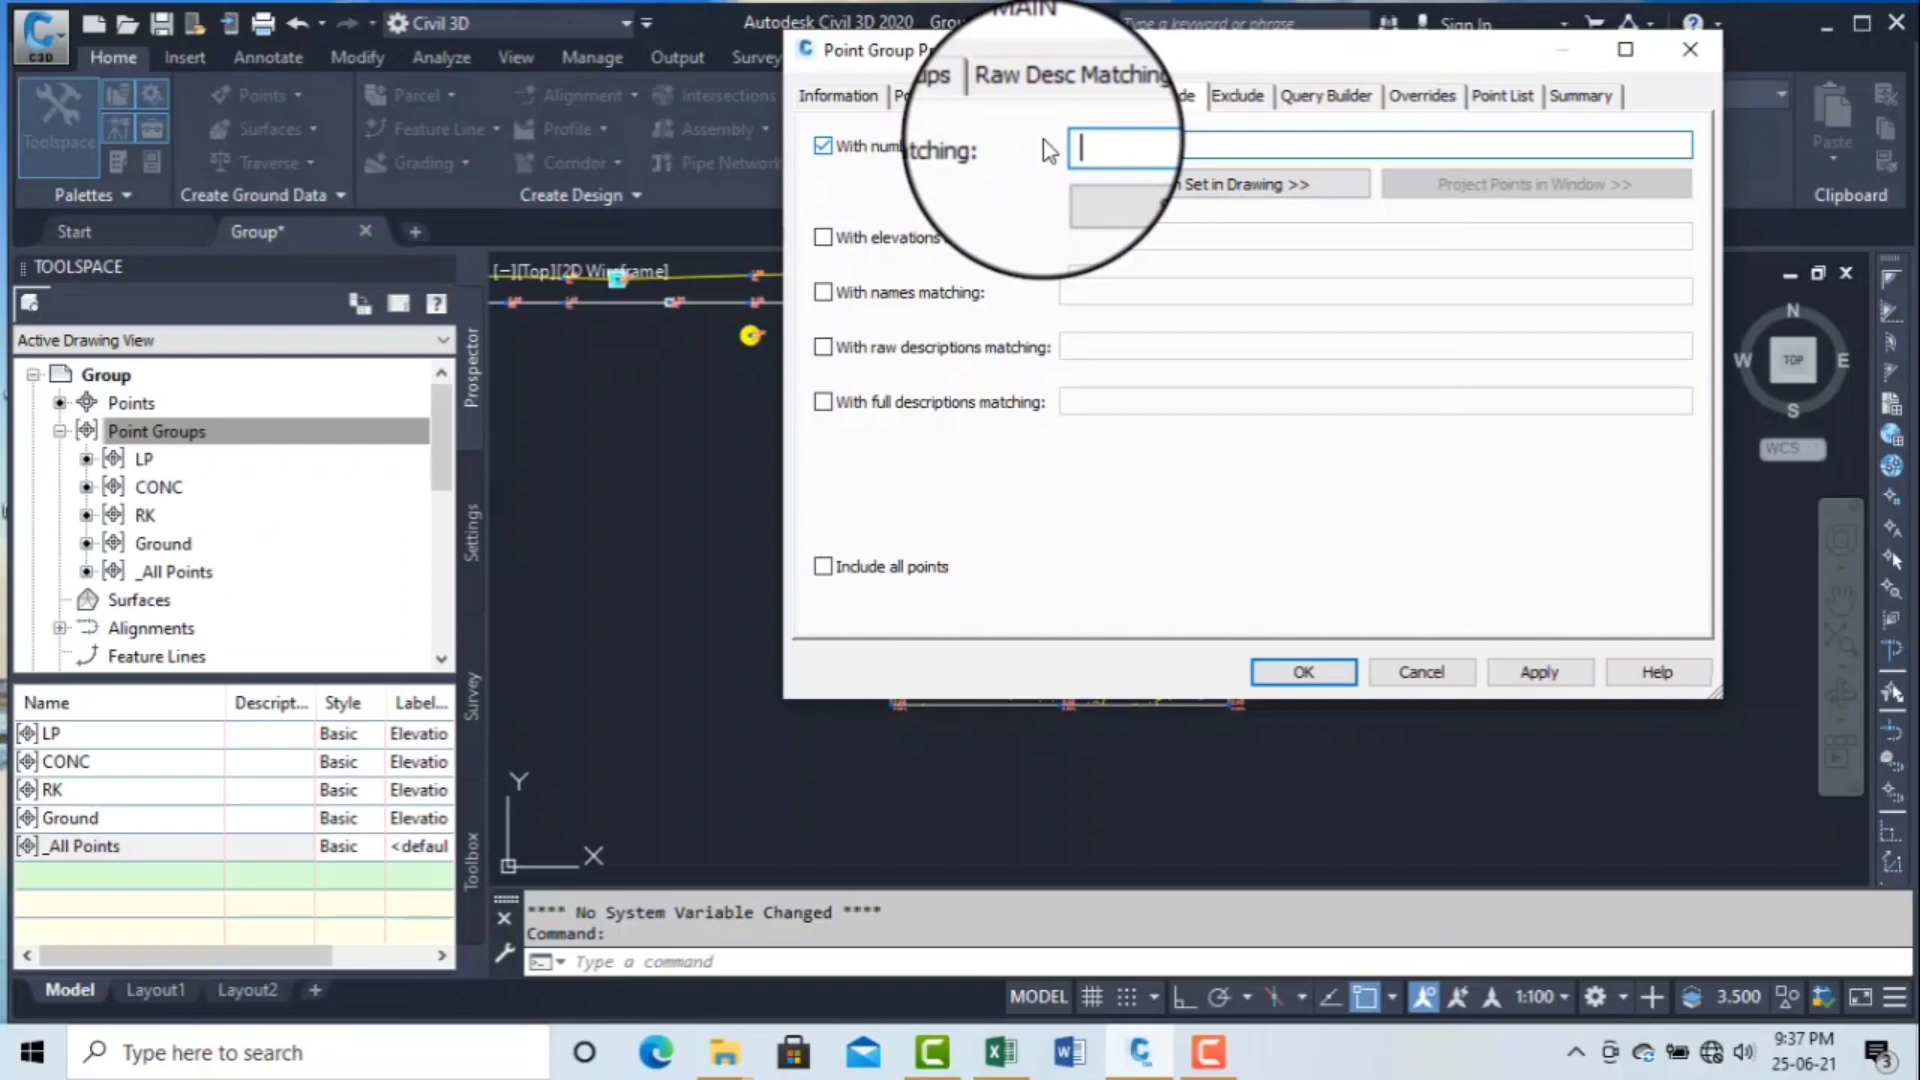 MAIN
Civil 3D
Autodesk Civil 3D 2020
Type a keyword or phrase
Sign In
C3D
Home Insert Annotate Modify Analyze View Manage Output Survey
Toolspace
Points
Surfaces
Traverse
Parcel
Feature Line
Grading
Alignment
Profile
Corridor
Intersections
Assembly
Pipe Network
Palettes
Create Ground Data
Create Design
Paste
Clipboard
Start
Group*
Point Group
Information
Raw Desc Matching
Exclude
Query Builder
Overrides
Point List
Summary
tching:
Set in Drawing >>
Project Points in Window >>
With elevations
With names matching:
With raw descriptions matching:
With full descriptions matching:
Include all points
OK
Cancel
Apply
Help
TOOLSPACE
Active Drawing View
Group
Points
Point Groups
LP
CONC
RK
Ground
_All Points
Surfaces
Alignments
Feature Lines
Prospector
Settings
Survey
Toolbox
Name Descript... Style Label...
LP Basic Elevatio
CONC Basic Elevatio
RK Basic Elevatio
Ground Basic Elevatio
_All Points Basic <defaul
[−][Top][2D Wireframe]
N
W TOP E
S
WCS
Y
X
**** No System Variable Changed ****
Command:
Type a command
Model Layout1 Layout2
MODEL
1:100
3.500
Type here to search
9:37 PM
25-06-21
3